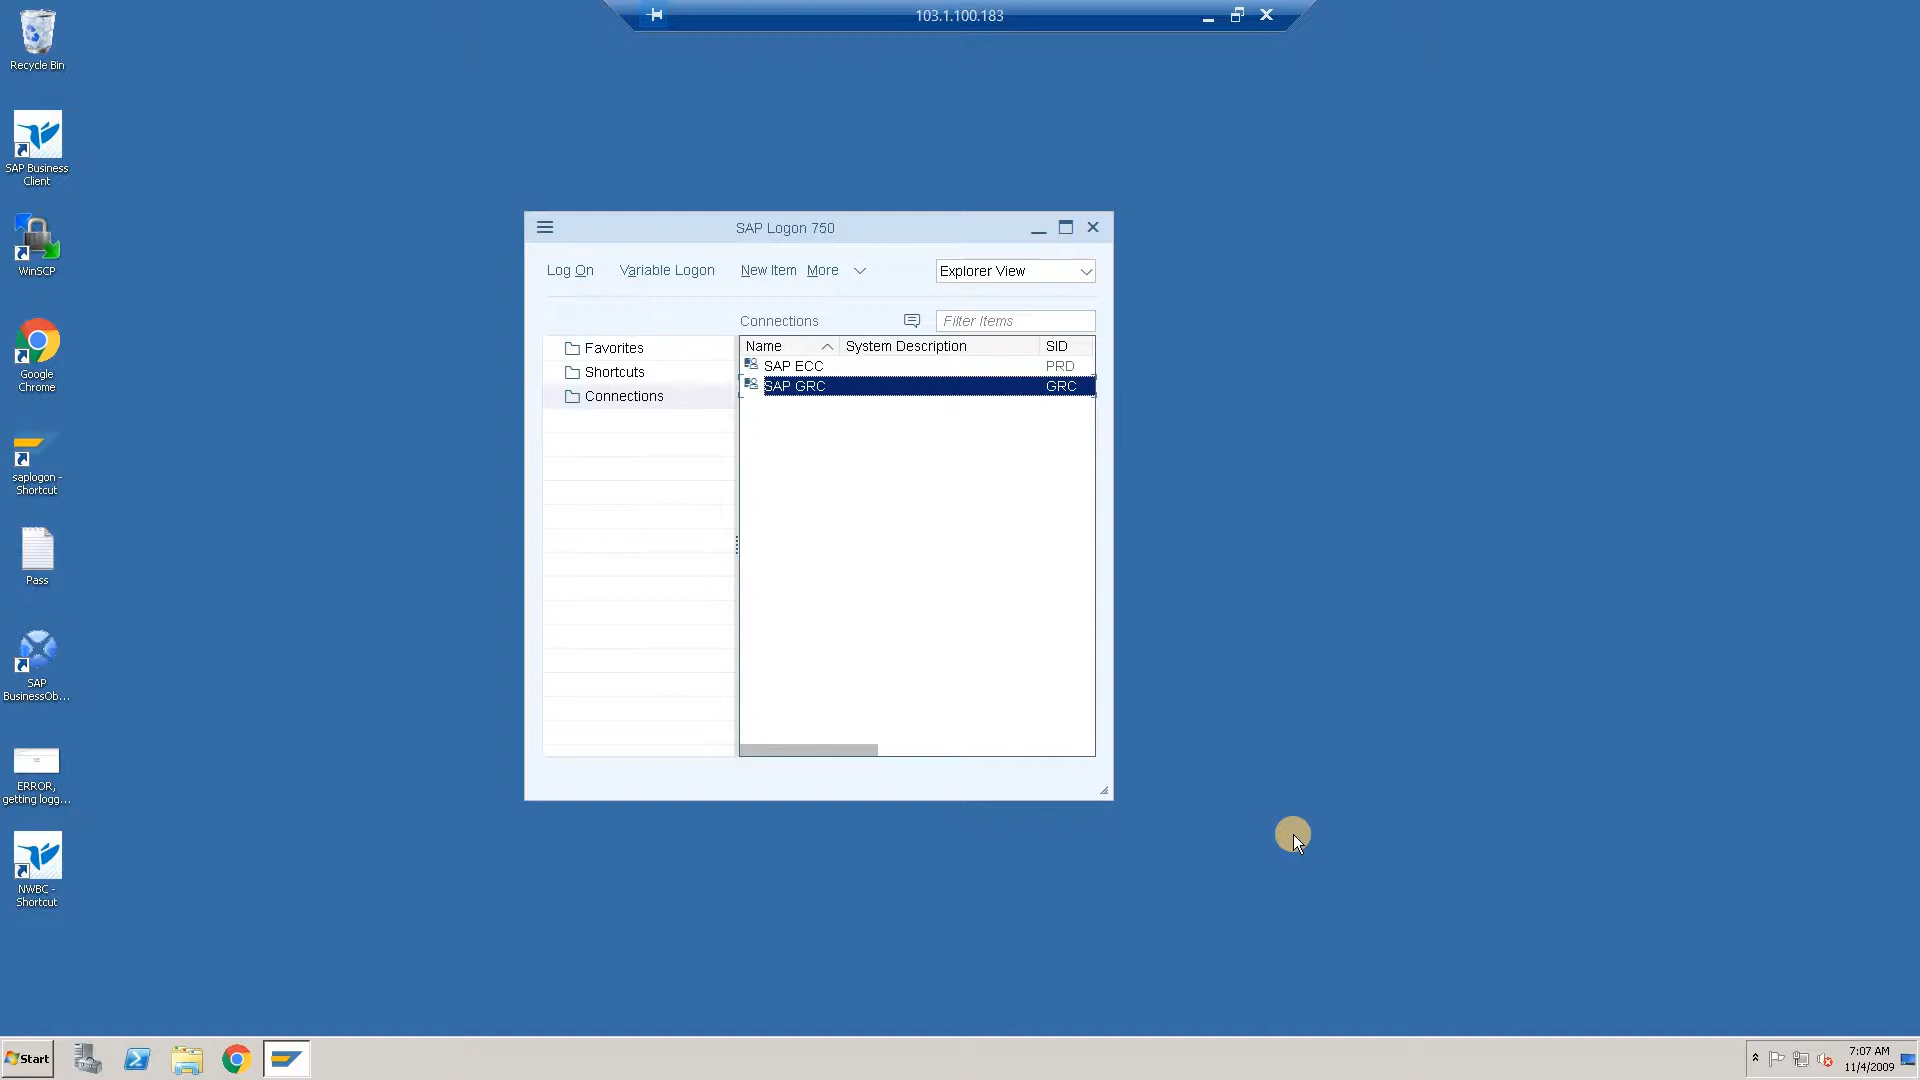 103.1.100.183
Recycle Bin
SAP Business
Client
WinSCP
Google
Chrome
saplogon -
Shortcut
Pass
SAP
BusinessOb...
ERROR,
getting logg...
NWBC -
Shortcut
SAP Logon 750
Log On
Variable Logon
New Item
More
Explorer View
Connections
Filter Items
Favorites
Shortcuts
Connections
Name
System Description
SID
SAP ECC
PRD
SAP GRC
GRC
Start
7:07 AM
11/4/2009